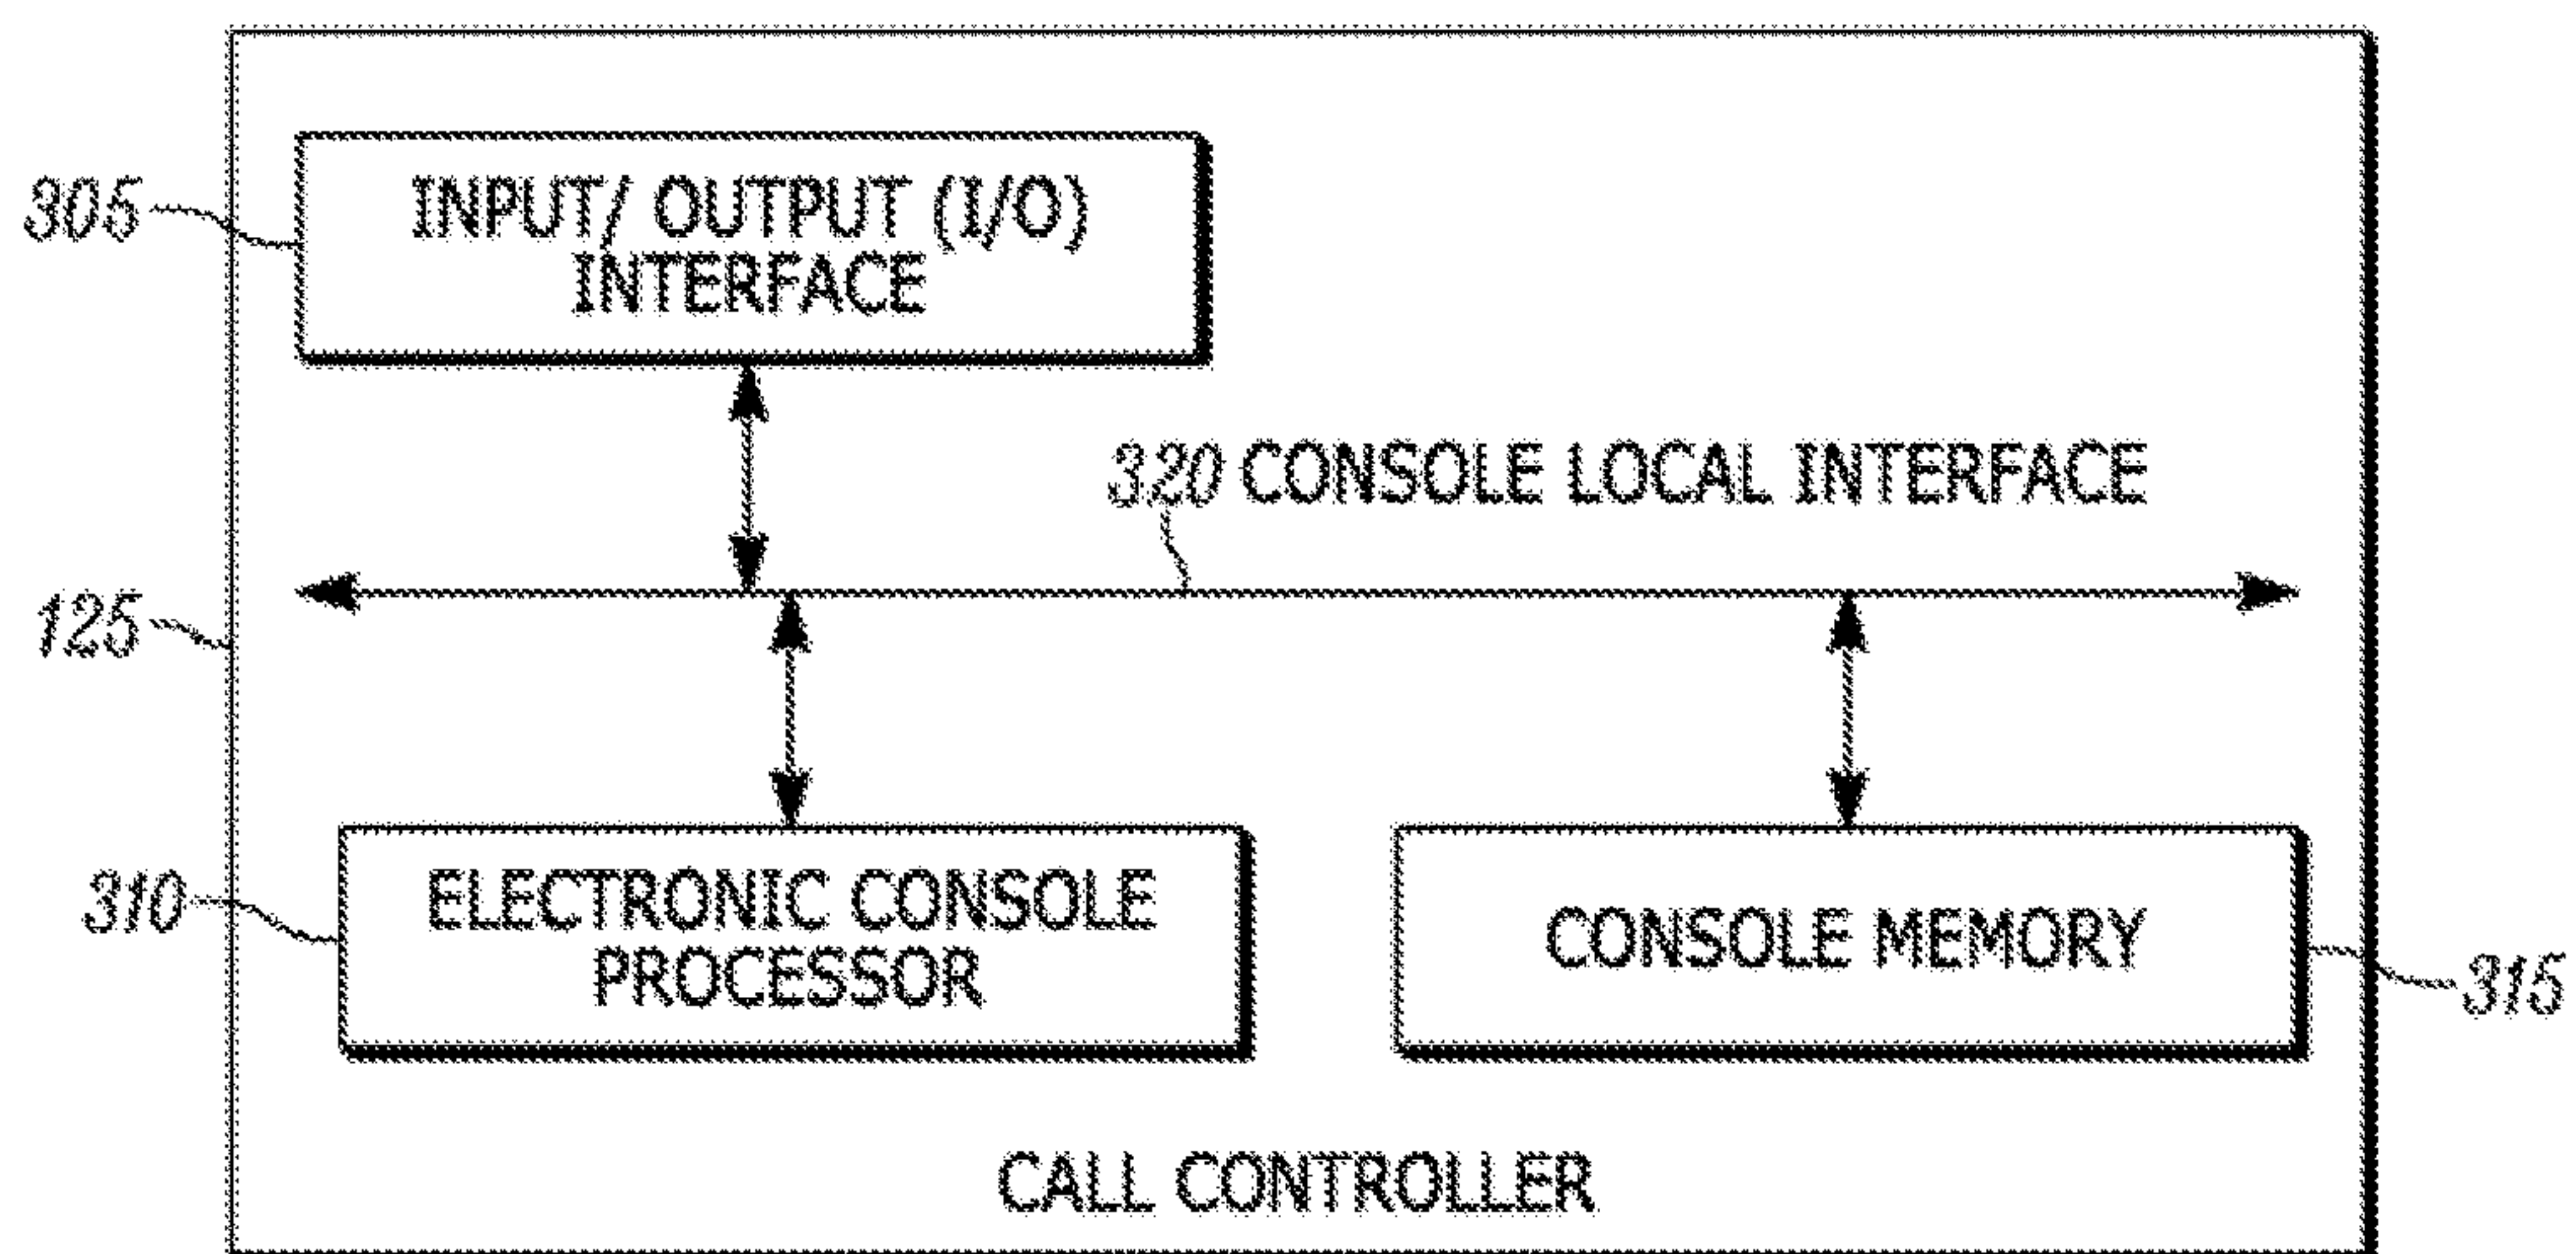 305
INPUT/ OUTPUT (I/O)
INTERFACE
320 CONSOLE LOCAL INTERFACE
125
310
ELECTRONIC CONSOLE
PROCESSOR
CONSOLE MEMORY
315
CALL CONTROLLER